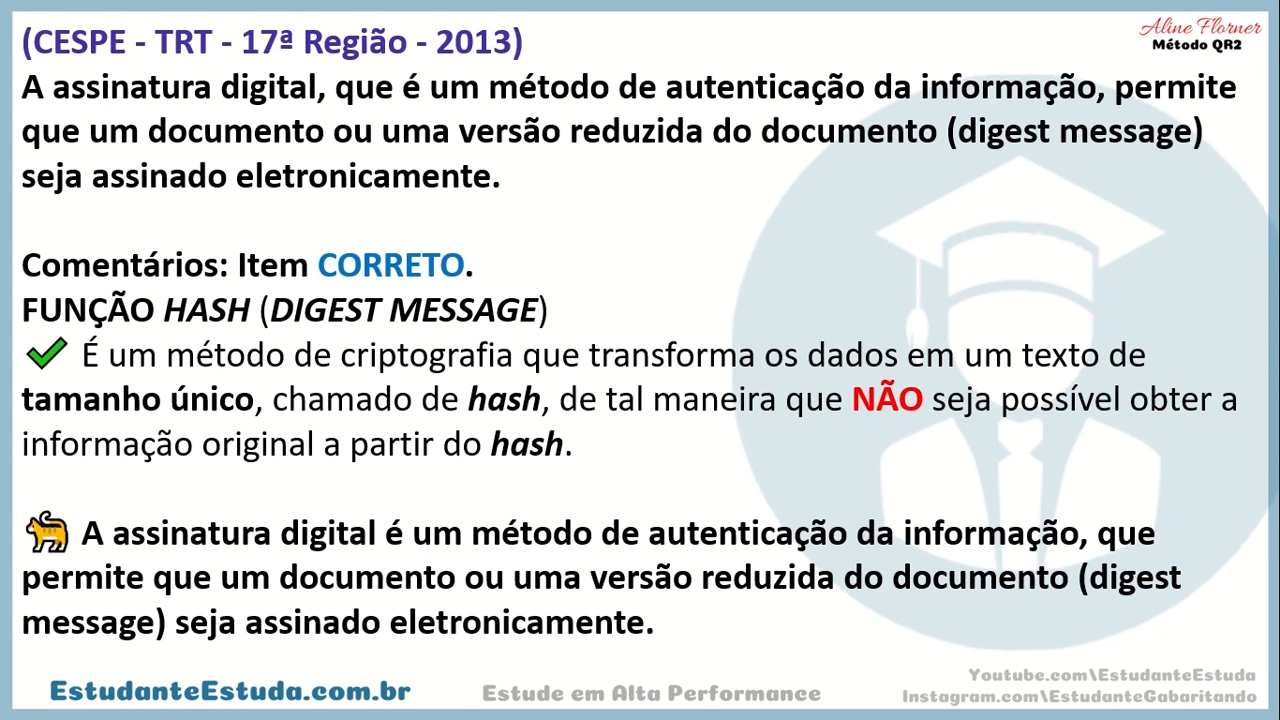 Aline Florner
Método QR2
(CESPE - TRT - 17ª Região - 2013)
A assinatura digital, que é um método de autenticação da informação, permite
que um documento ou uma versão reduzida do documento (digest message)
seja assinado eletronicamente.
Comentários: Item CORRETO.
FUNÇÃO HASH (DIGEST MESSAGE)
É um método de criptografia que transforma os dados em um texto de
tamanho único, chamado de hash, de tal maneira que NÃO seja possível obter a
informação original a partir do hash.
A assinatura digital é um método de autenticação da informação, que
permite que um documento ou uma versão reduzida do documento (digest
message) seja assinado eletronicamente.
EstudanteEstuda.com.br
Estude em Alta Performance
Youtube.com\EstudanteEstuda
Instagram.com\EstudanteGabaritando